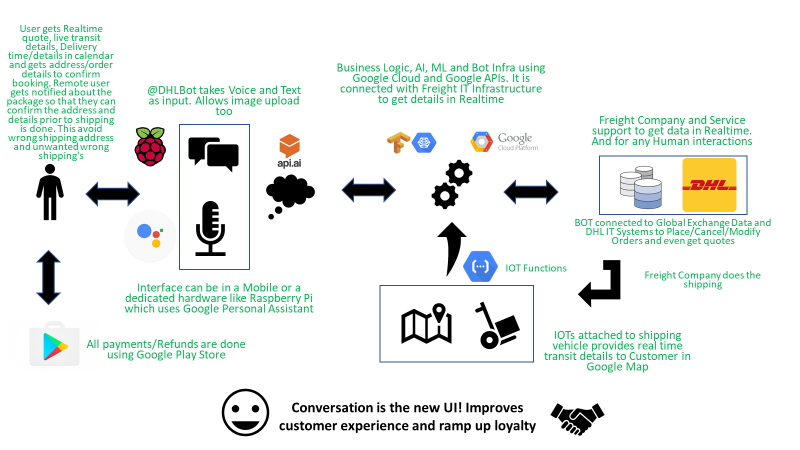 User gets Realtime
quote, live transit
details, Delivery
time/details in calendar
and gets address/order
details to confirm
booking. Remote user
gets notified about the
package so that they can
confirm the address and
details prior to shipping
is done. This avoid
wrong shipping address
and unwanted wrong
shipping's
@DHLBot takes Voice and Text
as input. Allows image upload
too
api.ai
Interface can be in a Mobile or a
dedicated hardware like Raspberry Pi
which uses Google Personal Assistant
All payments/Refunds are done
using Google Play Store
Business Logic, AI, ML and Bot Infra using
Google Cloud and Google APIs. It is
connected with Freight IT Infrastructure
to get details in Realtime
Google
Cloud Platform
IOT Functions
Freight Company and Service
support to get data in Realtime.
And for any Human interactions
DHL
BOT connected to Global Exchange Data and
DHL IT Systems to Place/Cancel/Modify
Orders and even get quotes
Freight Company does the
shipping
IOTs attached to shipping
vehicle provides real time
transit details to Customer in
Google Map
Conversation is the new UI! Improves
customer experience and ramp up loyalty